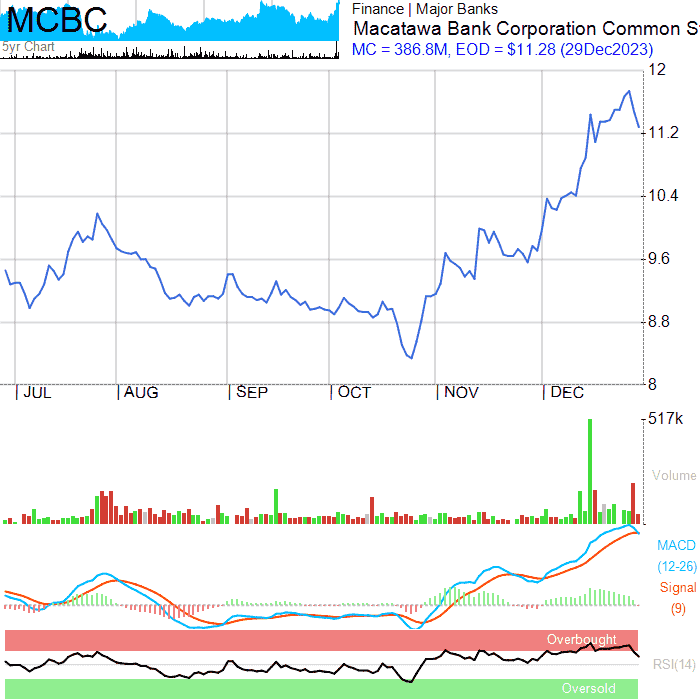 MCBC
5yr Chart
Finance | Major Banks
Macatawa Bank Corporation Common S
MC = 386.8M, EOD = $11.28 (29Dec2023)
12
11.2
10.4
9.6
8.8
8
JUL AUG SEP OCT NOV DEC
517k
Volume
MACD
(12-26)
Signal
(9)
Overbought
RSI(14)
Oversold